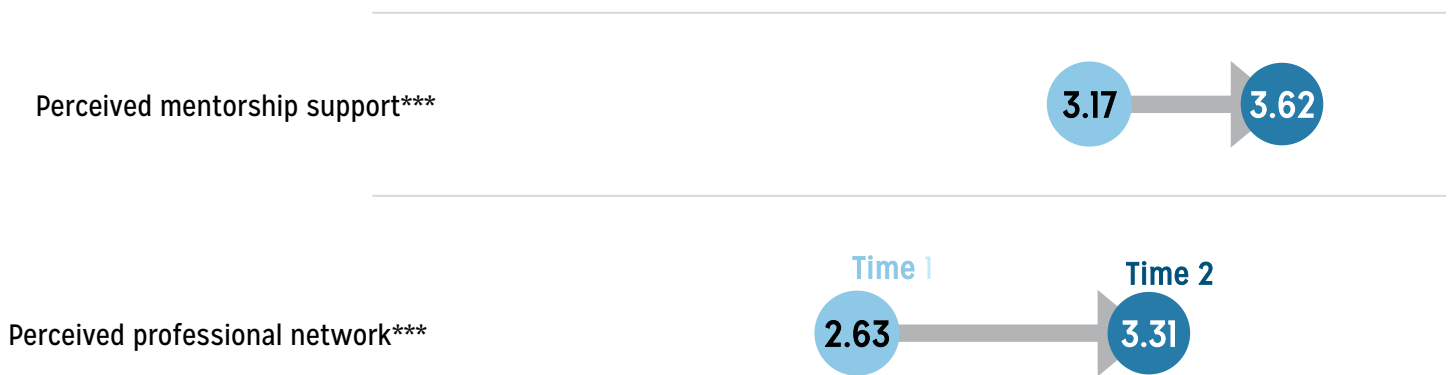 Perceived mentorship support*** 3.17 3.62
Time 1 Time 2
Perceived professional network*** 2.63 3.31